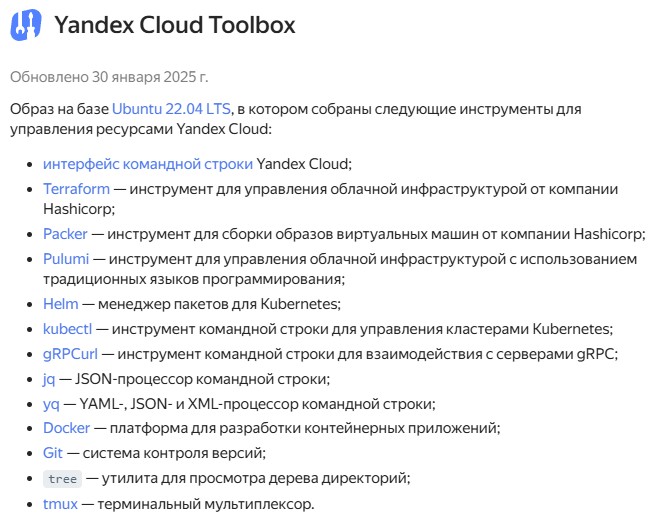 Yandex Cloud Toolbox
Обновлено 30 января 2025 г.
Образ на базе Ubuntu 22.04 LTS, в котором собраны следующие инструменты для
управления ресурсами Yandex Cloud:
• интерфейс командной строки Yandex Cloud;
• Terraform — инструмент для управления облачной инфраструктурой от компании
Hashicorp;
• Packer — инструмент для сборки образов виртуальных машин от компании Hashicorp;
• Pulumi — инструмент для управления облачной инфраструктурой с использованием
традиционных языков программирования;
• Helm — менеджер пакетов для Kubernetes;
• kubectl — инструмент командной строки для управления кластерами Kubernetes;
• gRPCurl — инструмент командной строки для взаимодействия с серверами gRPC;
• jq — JSON-процессор командной строки;
• yq — YAML-, JSON- и XML-процессор командной строки;
• Docker — платформа для разработки контейнерных приложений;
• Git — система контроля версий;
• tree — утилита для просмотра дерева директорий;
• tmux — терминальный мультиплексор.